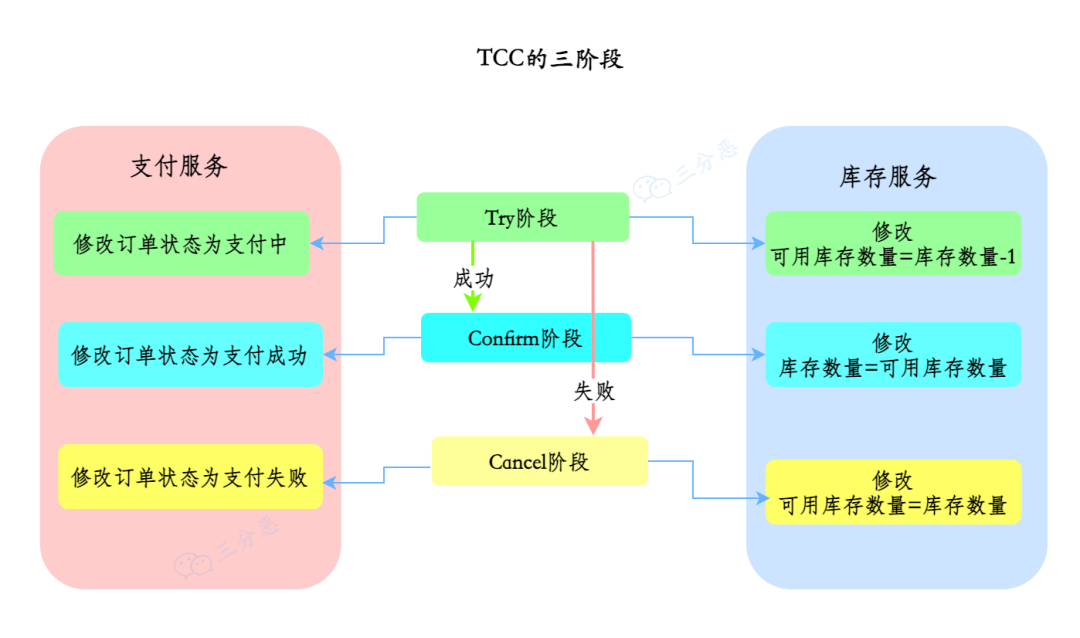 TCC的三阶段
支付服务
库存服务
三分恶
Try阶段
修改订单状态为支付中
修改
可用库存数量=库存数量-1
成功
Confirm阶段
修改订单状态为支付成功
修改
库存数量=可用库存数量
失败
Cancel阶段
修改订单状态为支付失败
修改
可用库存数量=库存数量
三分恶